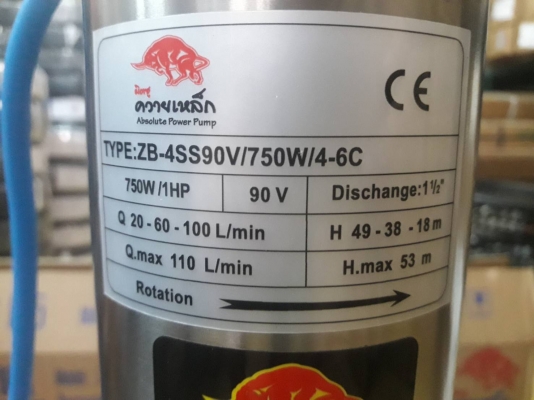 ควายเหล็ก
Absolute Power Pump
CE
TYPE:ZB-4SS90V/750W/4-6C
750W/1HP 90 V Dischange:1½"
Q 20-60-100 L/min H 49-38-18m
Q.max 110 L/min H.max 53 m
Rotation